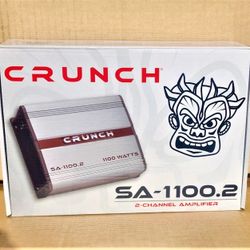 CRUNCH®
CRUNCH
SA-1100.2
1100 WATTS
SA-1100.2
2-CHANNEL AMPLIFIER